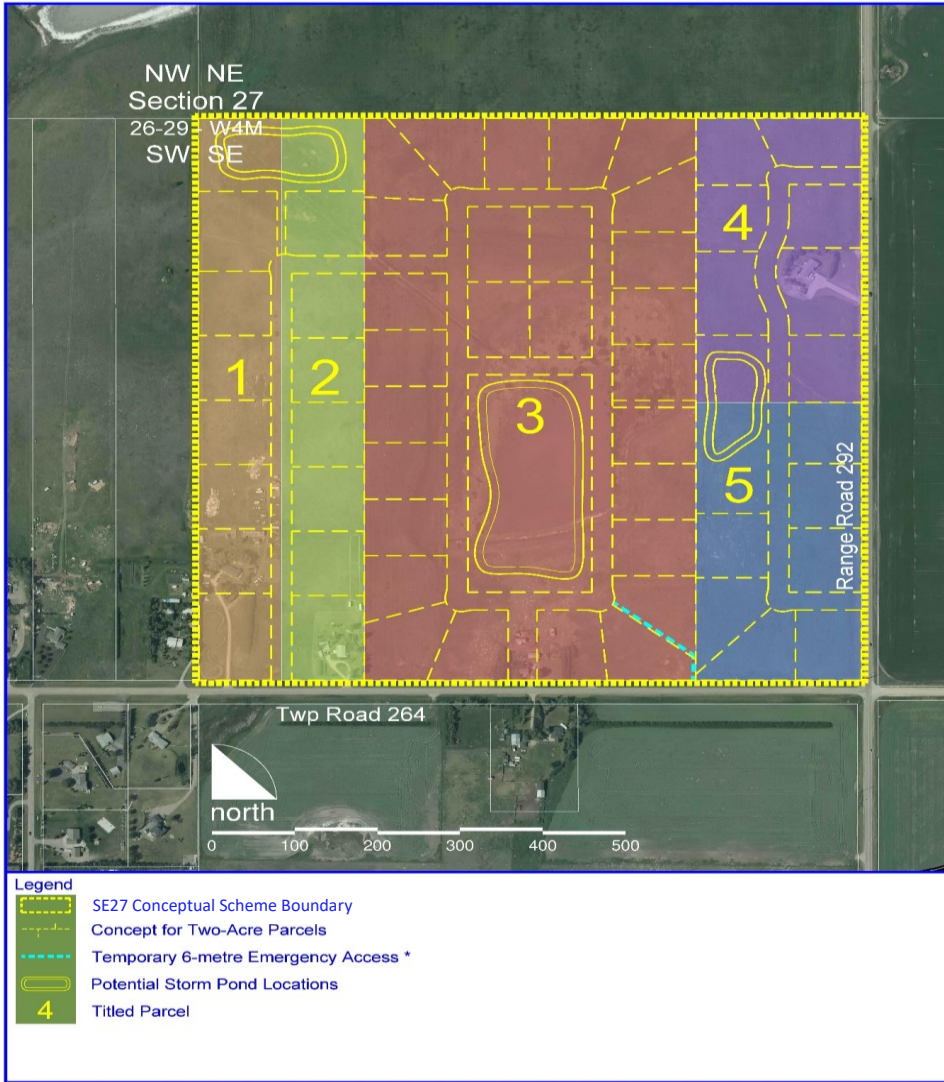 NW NE
Section 27
26-29 - W4M
SW SE
1
2
3
4
5
Range Road 292
Twp Road 264
north
0 100 200 300 400 500
Legend
SE27 Conceptual Scheme Boundary
Concept for Two-Acre Parcels
Temporary 6-metre Emergency Access *
Potential Storm Pond Locations
4 Titled Parcel